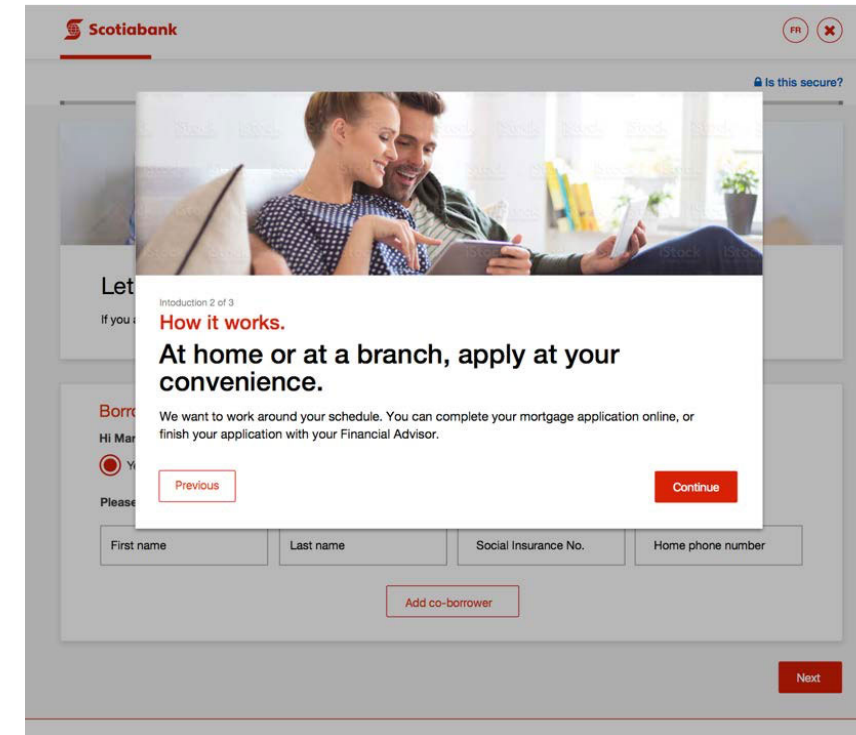 Scotiabank
FR
Is this secure?
iStock
Let
If you
Intoduction 2 of 3
How it works.
At home or at a branch, apply at your
convenience.
We want to work around your schedule. You can complete your mortgage application online, or
finish your application with your Financial Advisor.
Previous
Continue
Borro
Hi Mar
Please
First name
Last name
Social Insurance No.
Home phone number
Add co-borrower
Next